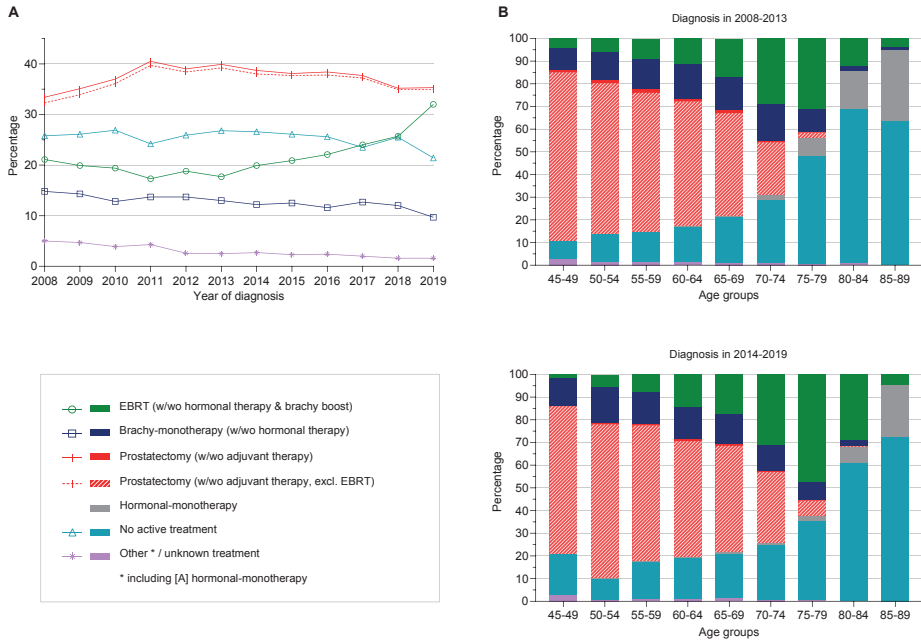 A
40
30
20
10
0
Percentage
2008 2009 2010 2011 2012 2013 2014 2015 2016 2017 2018 2019
Year of diagnosis
EBRT (w/wo hormonal therapy & brachy boost)
Brachy-monotherapy (w/wo hormonal therapy)
Prostatectomy (w/wo adjuvant therapy)
Prostatectomy (w/wo adjuvant therapy, excl. EBRT)
Hormonal-monotherapy
No active treatment
Other * / unknown treatment
* including [A] hormonal-monotherapy
B
Diagnosis in 2008-2013
100
90
80
70
60
50
40
30
20
10
0
Percentage
45-49 50-54 55-59 60-64 65-69 70-74 75-79 80-84 85-89
Age groups
Diagnosis in 2014-2019
100
90
80
70
60
50
40
30
20
10
0
Percentage
45-49 50-54 55-59 60-64 65-69 70-74 75-79 80-84 85-89
Age groups